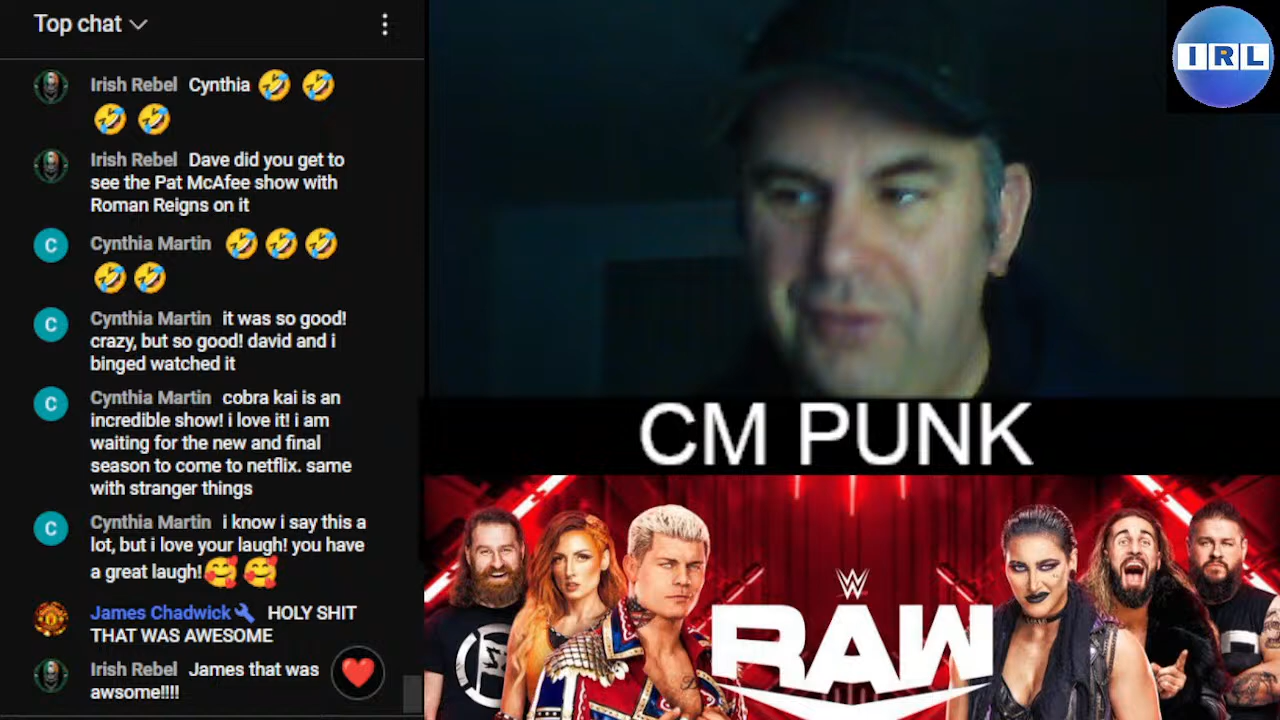 Top chat
Irish Rebel Cynthia 🤣 🤣
🤣 🤣
Irish Rebel Dave did you get to
see the Pat McAfee show with
Roman Reigns on it
C Cynthia Martin 🤣 🤣 🤣
🤣 🤣
C Cynthia Martin it was so good!
crazy, but so good! david and i
binged watched it
C Cynthia Martin cobra kai is an
incredible show! i love it! i am
waiting for the new and final
season to come to netflix. same
with stranger things
C Cynthia Martin i know i say this a
lot, but i love your laugh! you have
a great laugh!🥰 🥰
James Chadwick🔧 HOLY SHIT
THAT WAS AWESOME
Irish Rebel James that was
awsome!!!!
IRL
CM PUNK
W
RAW